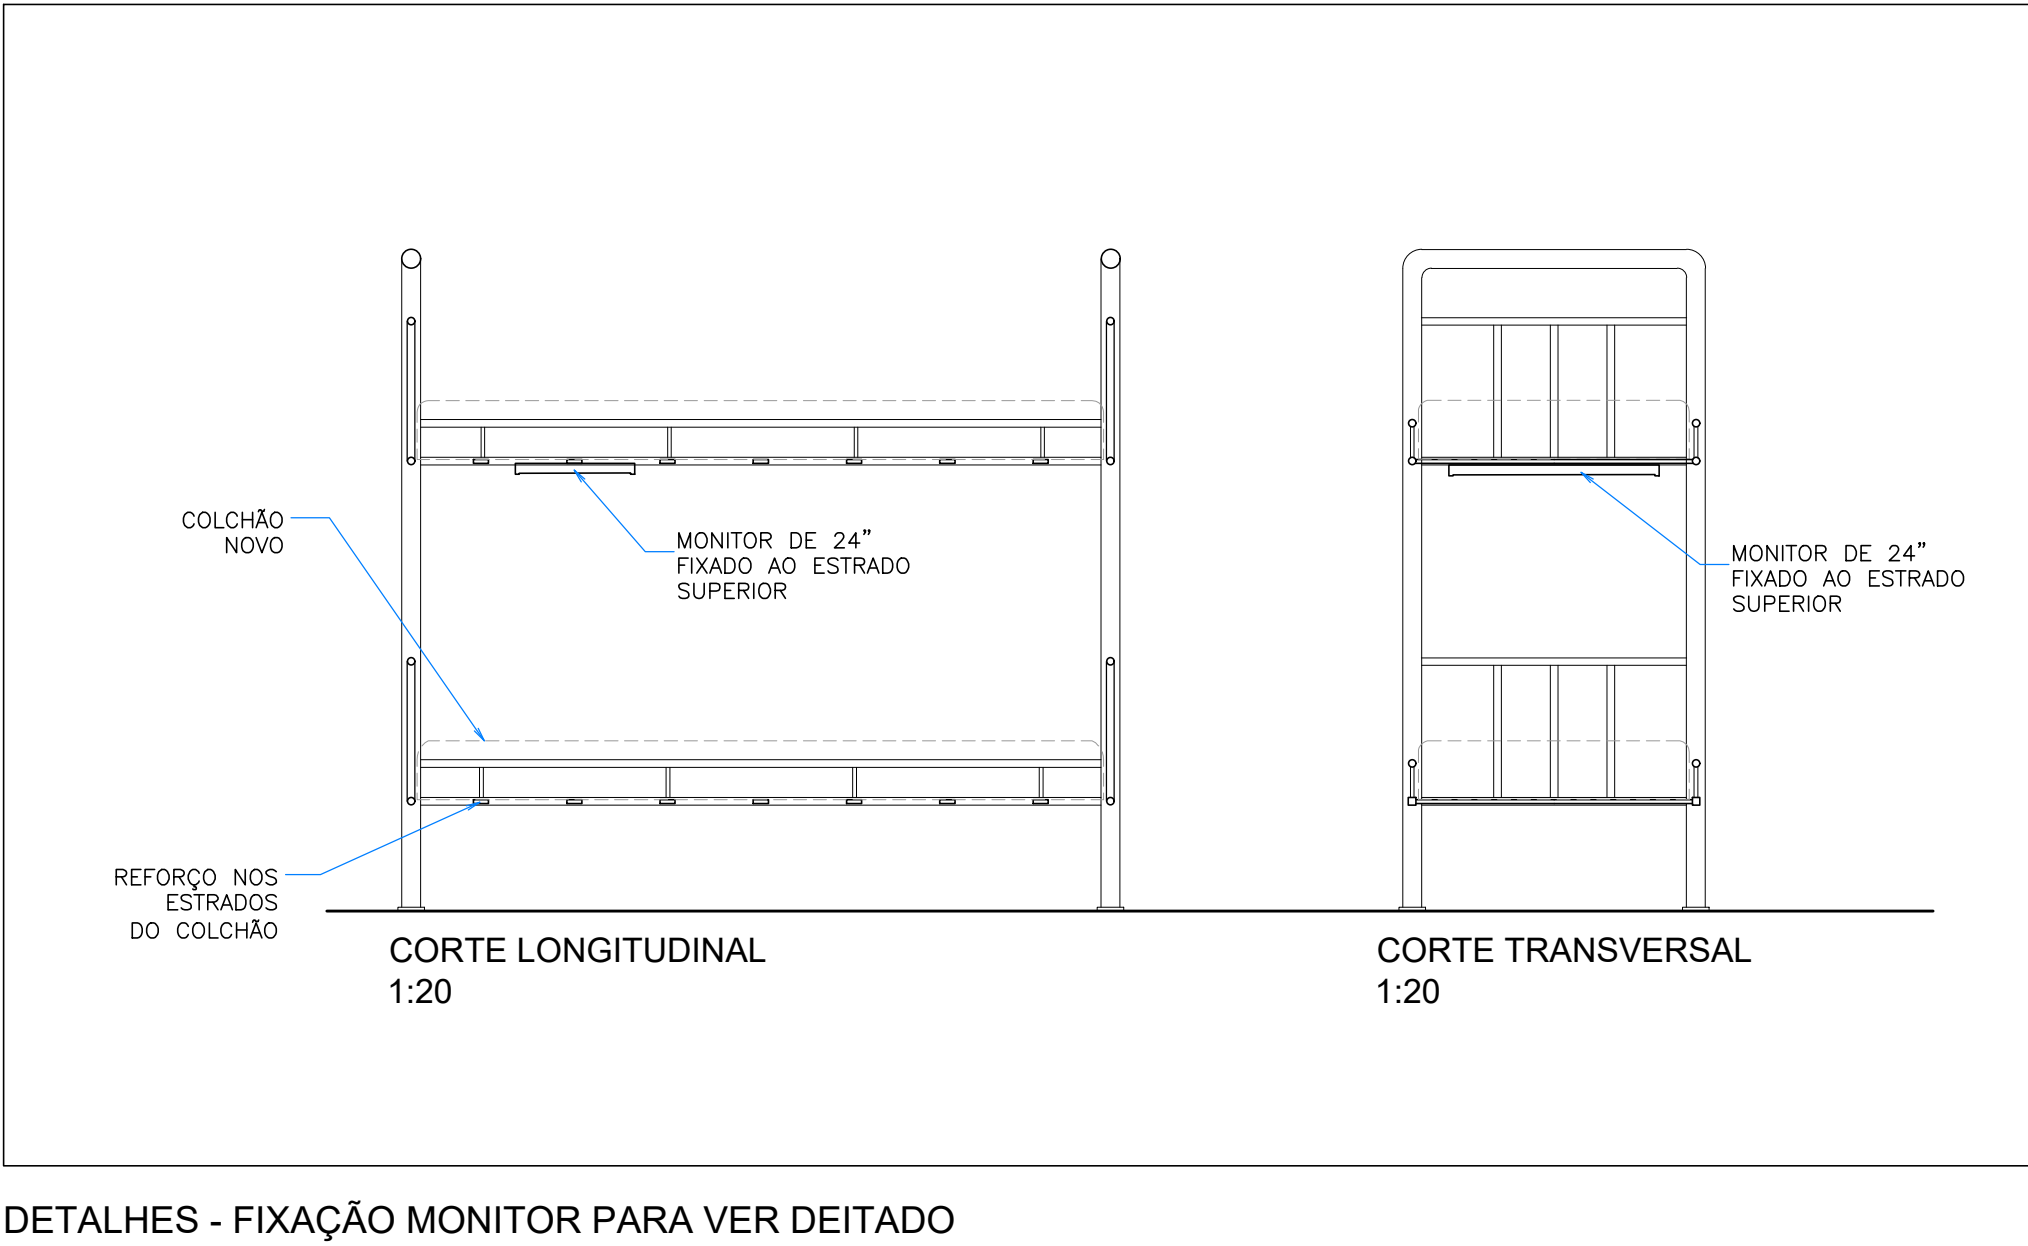 COLCHÃO
NOVO
MONITOR DE 24”
FIXADO AO ESTRADO
SUPERIOR
MONITOR DE 24”
FIXADO AO ESTRADO
SUPERIOR
REFORÇO NOS
ESTRADOS
DO COLCHÃO
CORTE LONGITUDINAL
1:20
CORTE TRANSVERSAL
1:20
DETALHES - FIXAÇÃO MONITOR PARA VER DEITADO